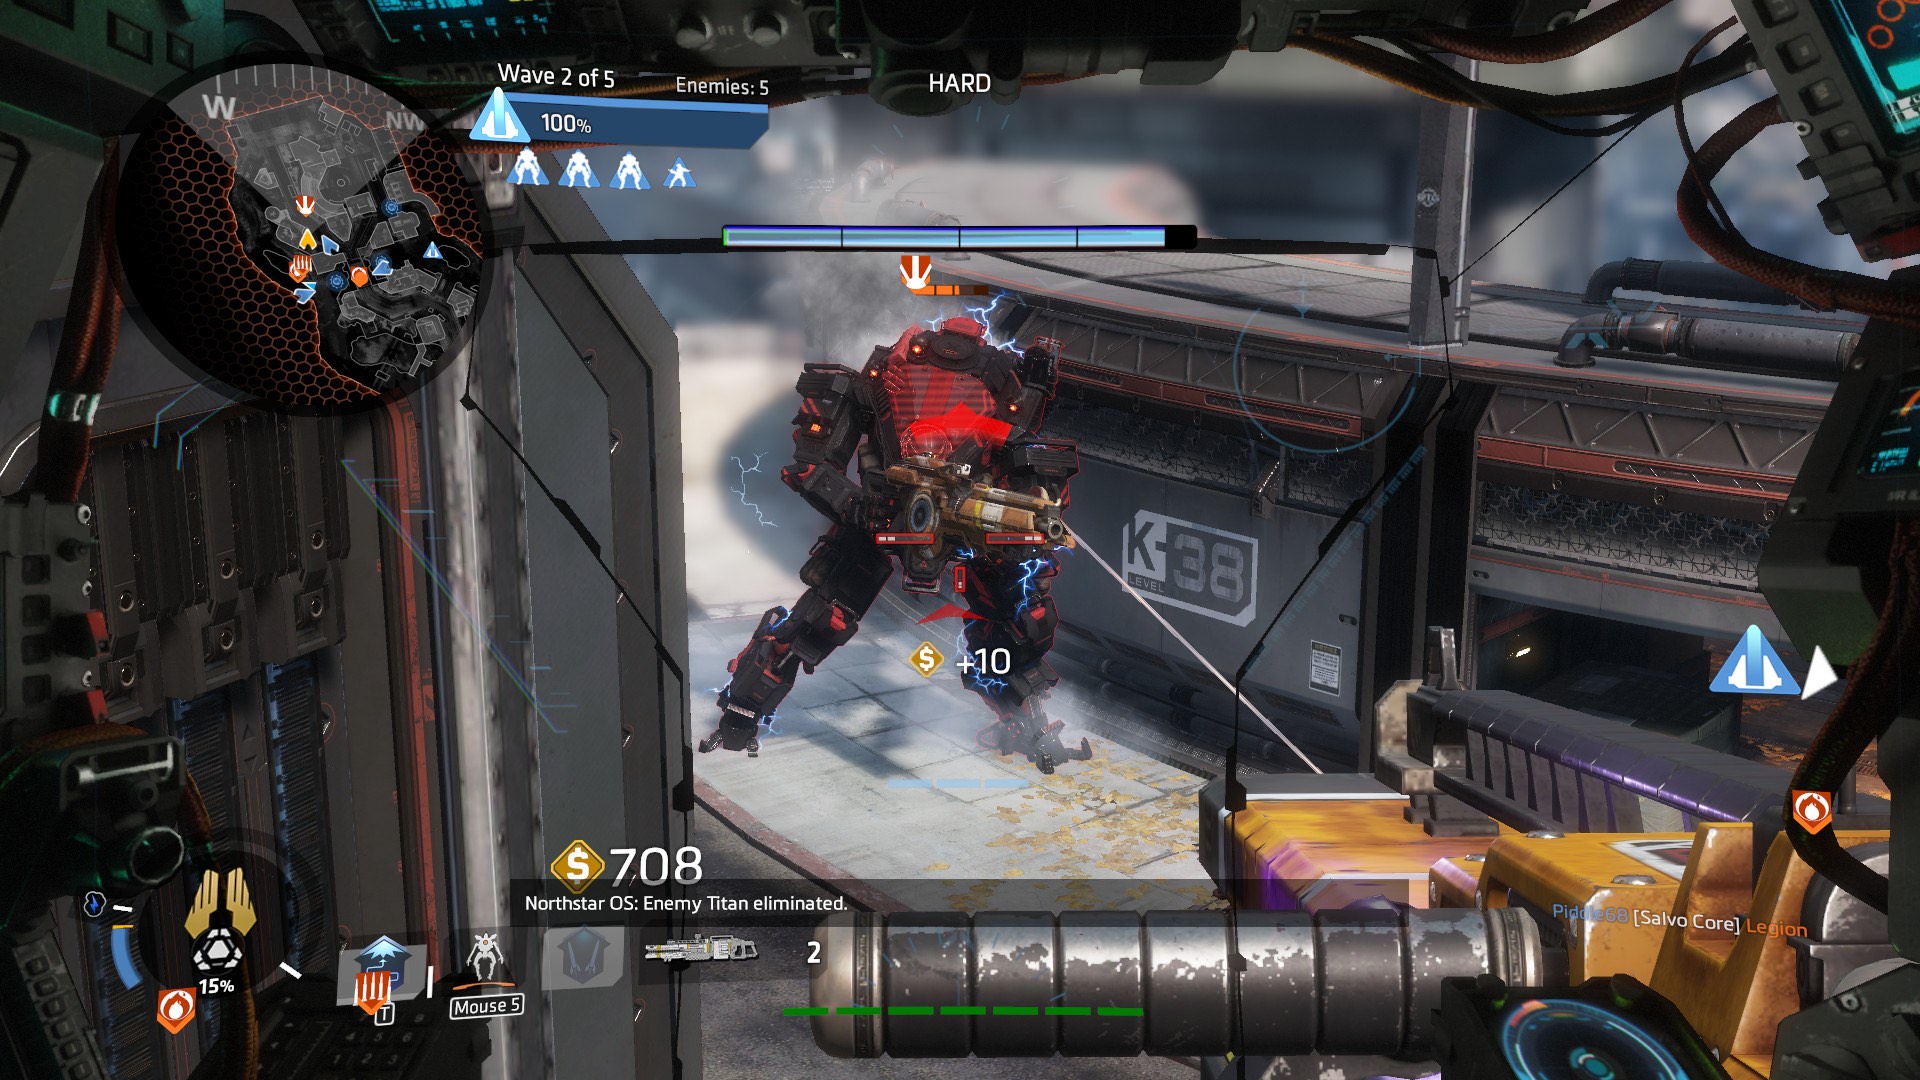 W
NW
Wave 2 of 5
Enemies: 5
100%
HARD
K-38
LEVEL
$ +10
$ 708
Northstar OS: Enemy Titan eliminated.
Piddle68 [Salvo Core] Legion
2
15%
T
Mouse 5